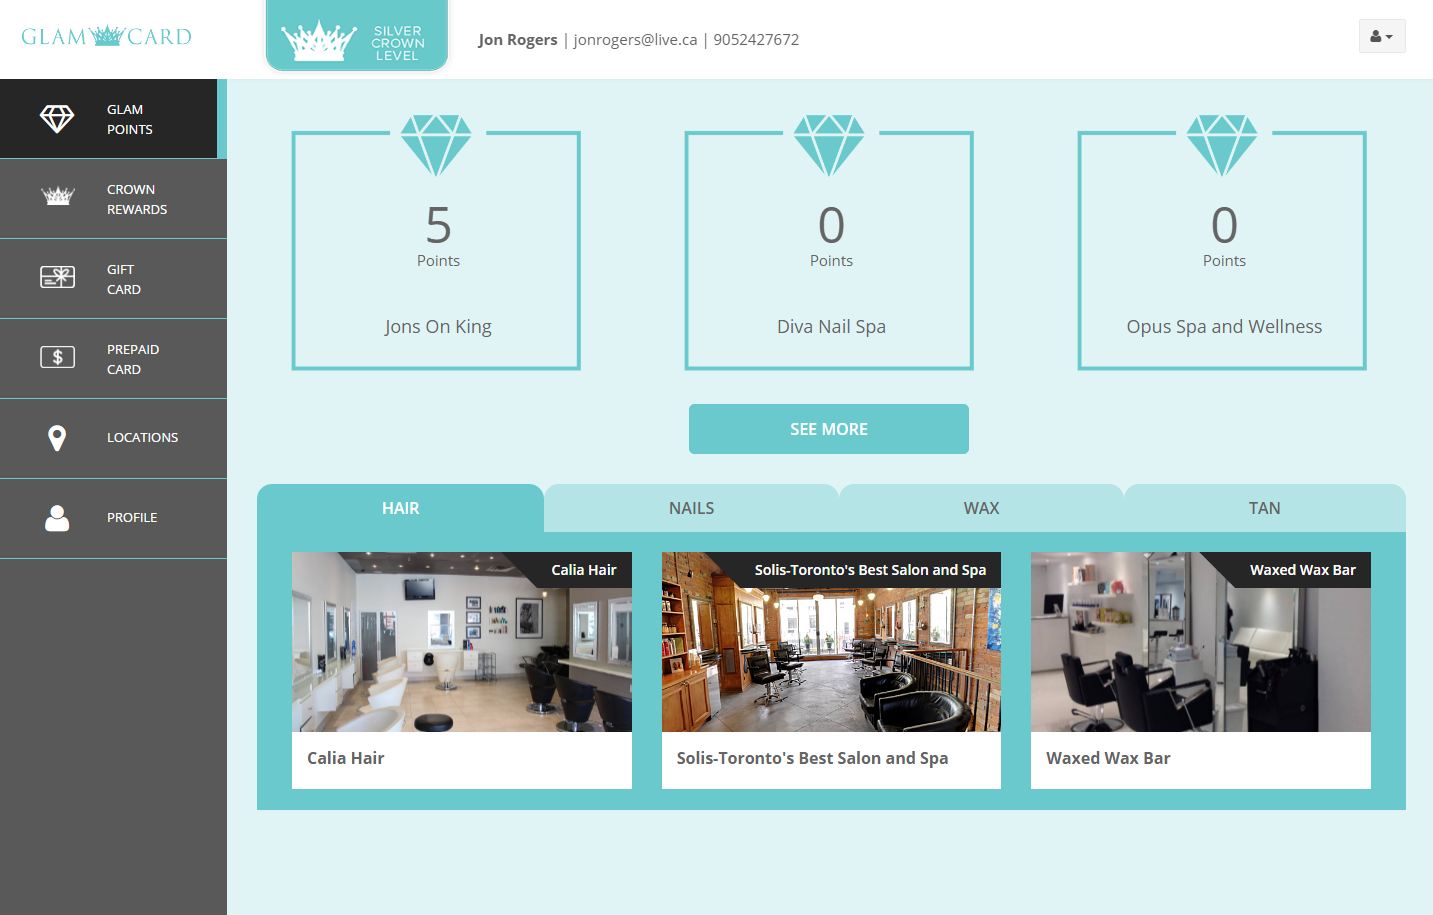 GLAM CARD
SILVER
CROWN
LEVEL
Jon Rogers | jonrogers@live.ca | 9052427672
GLAM
POINTS
CROWN
REWARDS
GIFT
CARD
PREPAID
CARD
LOCATIONS
PROFILE
5
Points
Jons On King
0
Points
Diva Nail Spa
0
Points
Opus Spa and Wellness
SEE MORE
HAIR
NAILS
WAX
TAN
Calia Hair
Calia Hair
Solis-Toronto's Best Salon and Spa
Solis-Toronto's Best Salon and Spa
Waxed Wax Bar
Waxed Wax Bar